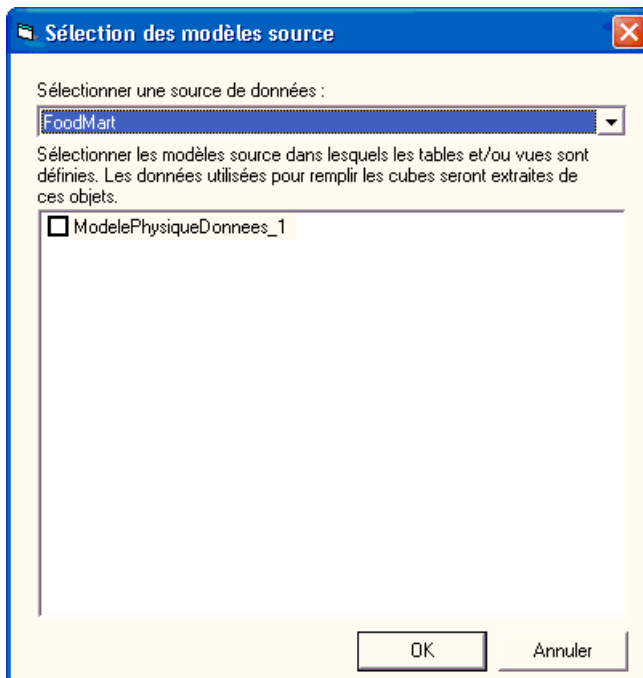 Sélection des modèles source
Sélectionner une source de données :
FoodMart
Sélectionner les modèles source dans lesquels les tables et/ou vues sont
définies. Les données utilisées pour remplir les cubes seront extraites de
ces objets.
ModelePhysiqueDonnees_1
OK
Annuler